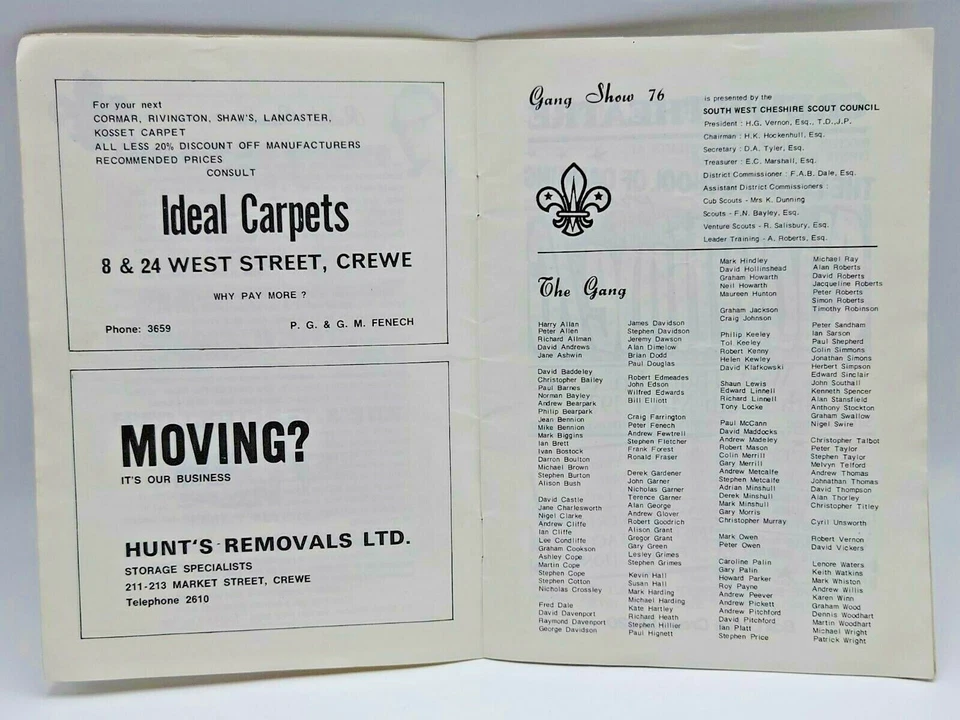 For your next
CORMAR, RIVINGTON, SHAW'S, LANCASTER,
KOSSET CARPET
ALL LESS 20% DISCOUNT OFF MANUFACTURERS
RECOMMENDED PRICES
CONSULT
Ideal Carpets
8 & 24 WEST STREET, CREWE
WHY PAY MORE ?
Phone: 3659
P. G. & G. M. FENECH
MOVING?
IT'S OUR BUSINESS
HUNT'S REMOVALS LTD.
STORAGE SPECIALISTS
211-213 MARKET STREET, CREWE
Telephone 2610
Gang Show 76
is presented by the
SOUTH WEST CHESHIRE SCOUT COUNCIL
President : H.G. Vernon, Esq., T.D.,J.P.
Chairman : H.K. Hockenhull, Esq.
Secretary : D.A. Tyler, Esq.
Treasurer : E.C. Marshall, Esq.
District Commissioner : F.A.B. Dale, Esq.
Assistant District Commissioners :
Cub Scouts - Mrs K. Dunning
Scouts - F.N. Bayley, Esq.
Venture Scouts - R. Salisbury, Esq.
Leader Training - A. Roberts, Esq.
The Gang
Harry Allan
Peter Allen
Richard Allman
David Andrews
Jane Ashwin
David Baddeley
Christopher Bailey
Paul Barnes
Norman Bayley
Andrew Bearpark
Philip Bearpark
Jean Bennion
Mike Bennion
Mark Biggins
Ian Brett
Ivan Bostock
Darron Boulton
Michael Brown
Stephen Burton
Alison Bush
David Castle
Jane Charlesworth
Nigel Clarke
Andrew Cliffe
Ian Cliffe
Lee Condliffe
Graham Cookson
Ashley Cope
Martin Cope
Stephen Cope
Stephen Cotton
Nicholas Crossley
Fred Dale
David Davenport
Raymond Davenport
George Davidson
James Davidson
Stephen Davidson
Jeremy Dawson
Alan Dimelow
Brian Dodd
Paul Douglas
Robert Edmeades
John Edson
Wilfred Edwards
Bill Elliott
Craig Farrington
Peter Fenech
Andrew Fewtrell
Stephen Fletcher
Frank Forest
Ronald Fraser
Derek Gardener
John Garner
Nicholas Garner
Terence Garner
Alan George
Andrew Glover
Robert Goodrich
Alison Grant
Gregor Grant
Gary Green
Lesley Grimes
Stephen Grimes
Kevin Hall
Susan Hall
Mark Harding
Michael Harding
Kate Hartley
Richard Heath
Stephen Hillier
Paul Hignett
Mark Hindley
David Hollinshead
Graham Howarth
Neil Howarth
Maureen Hunton
Graham Jackson
Craig Johnson
Philip Keeley
Tol Keeley
Robert Kenny
Helen Kewley
David Klafkowski
Shaun Lewis
Edward Linnell
Richard Linnell
Tony Locke
Paul McCann
David Maddocks
Andrew Madeley
Robert Mason
Colin Merrill
Gary Merrill
Andrew Metcalfe
Stephen Metcalfe
Adrian Minshull
Derek Minshull
Mark Minshull
Gary Morris
Christopher Murray
Mark Owen
Peter Owen
Caroline Palin
Gary Palin
Howard Parker
Roy Payne
Andrew Peever
Andrew Pickett
Andrew Pitchford
David Pitchford
Ian Platt
Stephen Price
Michael Ray
Alan Roberts
David Roberts
Jacqueline Roberts
Peter Roberts
Simon Roberts
Timothy Robinson
Peter Sandham
Ian Sarson
Paul Shepherd
Colin Simmons
Jonathan Simons
Herbert Simpson
Edward Sinclair
John Southall
Kenneth Spencer
Alan Stansfield
Anthony Stockton
Graham Swallow
Nigel Swire
Christopher Talbot
Peter Taylor
Stephen Taylor
Melvyn Telford
Andrew Thomas
Johnathan Thomas
David Thompson
Alan Thorley
Christopher Titley
Cyril Unsworth
Robert Vernon
David Vickers
Lenore Waters
Keith Watkins
Mark Whiston
Andrew Willis
Karen Winn
Graham Wood
Dennis Woodhart
Martin Woodhart
Michael Wright
Patrick Wright